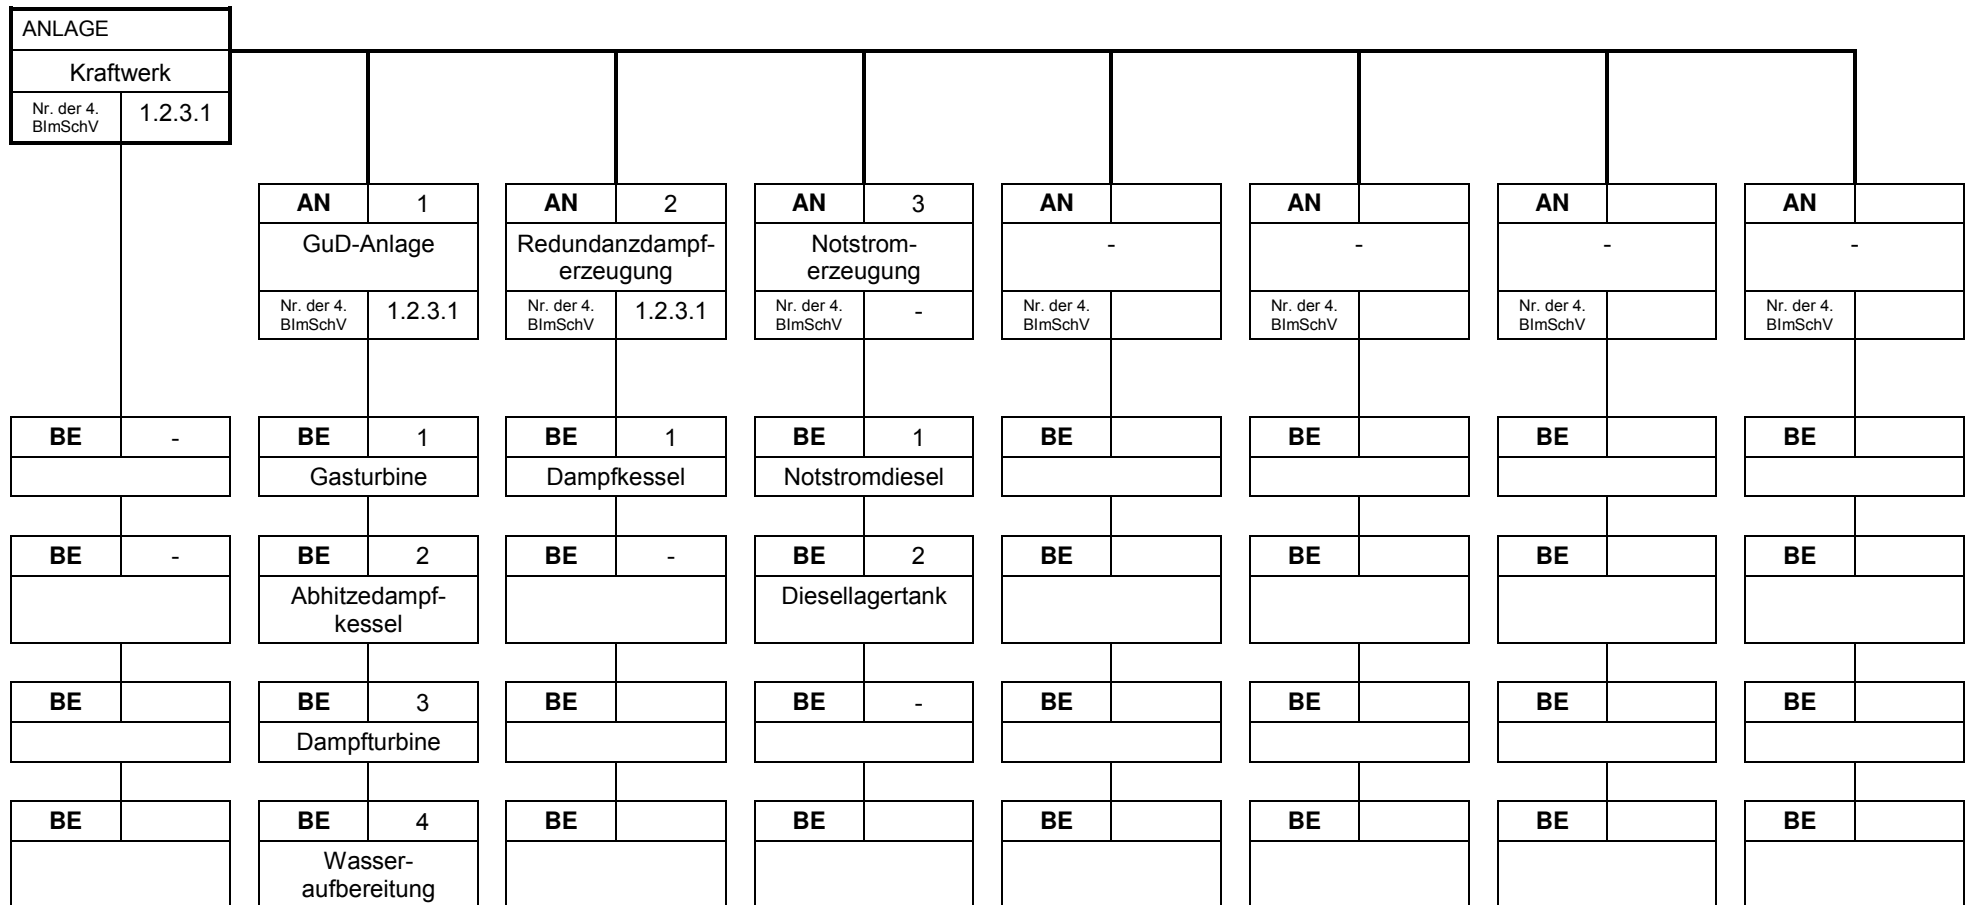 ANLAGE
Kraftwerk
Nr. der 4.
BImSchV
1.2.3.1
AN 1 AN 2 AN 3 AN AN AN AN
GuD-Anlage
Redundanzdampf-
erzeugung
Notstrom-
erzeugung
- - - -
Nr. der 4.
BImSchV
1.2.3.1
Nr. der 4.
BImSchV
1.2.3.1
Nr. der 4.
BImSchV
-
Nr. der 4.
BImSchV
Nr. der 4.
BImSchV
Nr. der 4.
BImSchV
Nr. der 4.
BImSchV
BE - BE 1 BE 1 BE 1 BE BE BE BE
Gasturbine Dampfkessel Notstromdiesel
BE - BE 2 BE - BE 2 BE BE BE BE
Abhitzedampf-
kessel
Diesellagertank
BE BE 3 BE BE - BE BE BE BE
Dampfturbine
BE BE 4 BE BE BE BE BE BE
Wasser-
aufbereitung